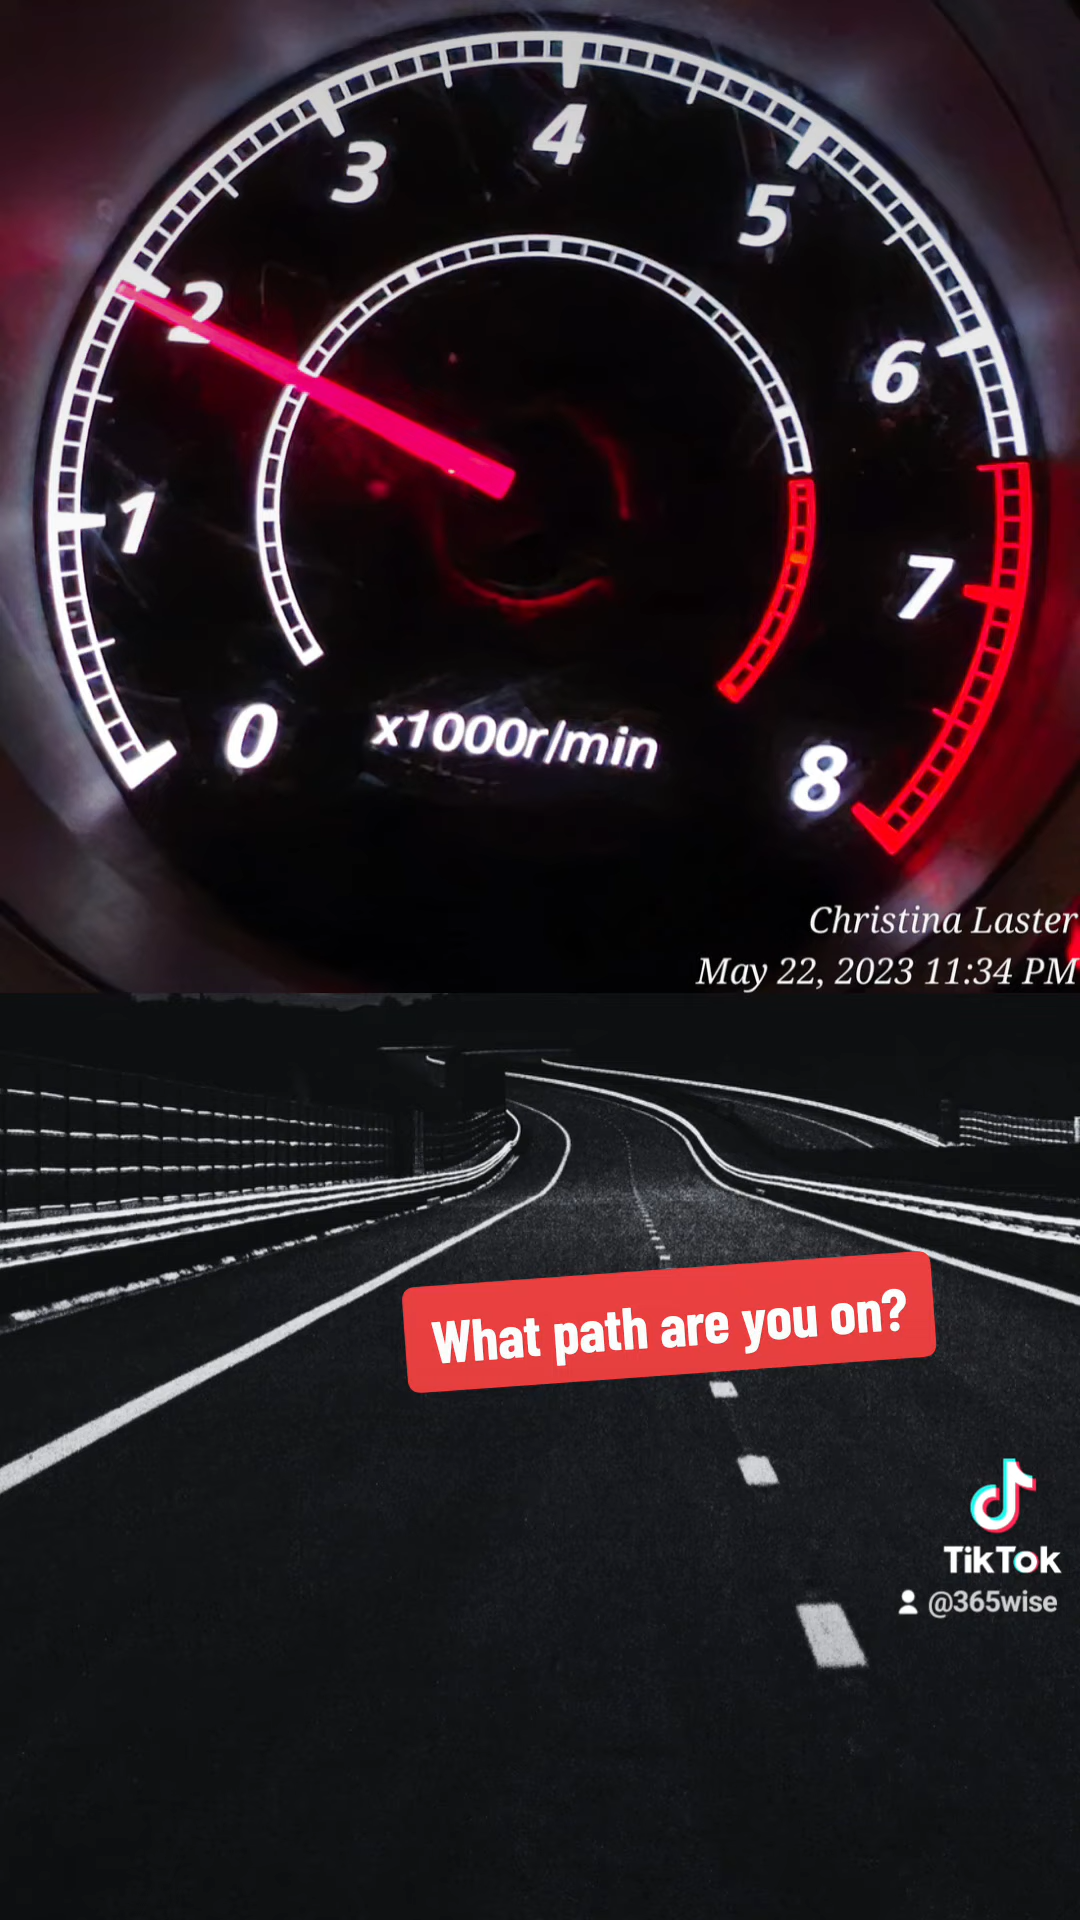 4
3
5
2
6
1
7
0
x1000r/min
8
Christina Laster
May 22, 2023 11:34 PM
What path are you on?
TikTok
@365wise